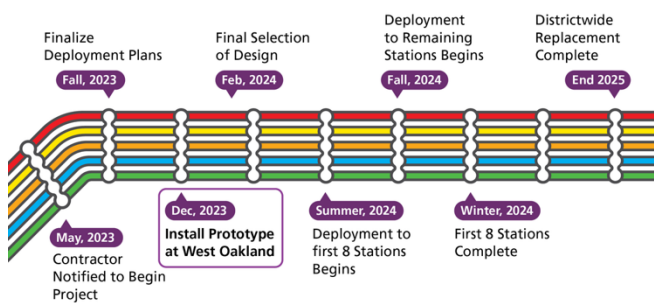 Finalize
Deployment Plans
Fall, 2023
Final Selection
of Design
Feb, 2024
Deployment
to Remaining
Stations Begins
Fall, 2024
Districtwide
Replacement
Complete
End 2025
May, 2023
Contractor
Notified to Begin
Project
Dec, 2023
Install Prototype
at West Oakland
Summer, 2024
Deployment to
first 8 Stations
Begins
Winter, 2024
First 8 Stations
Complete